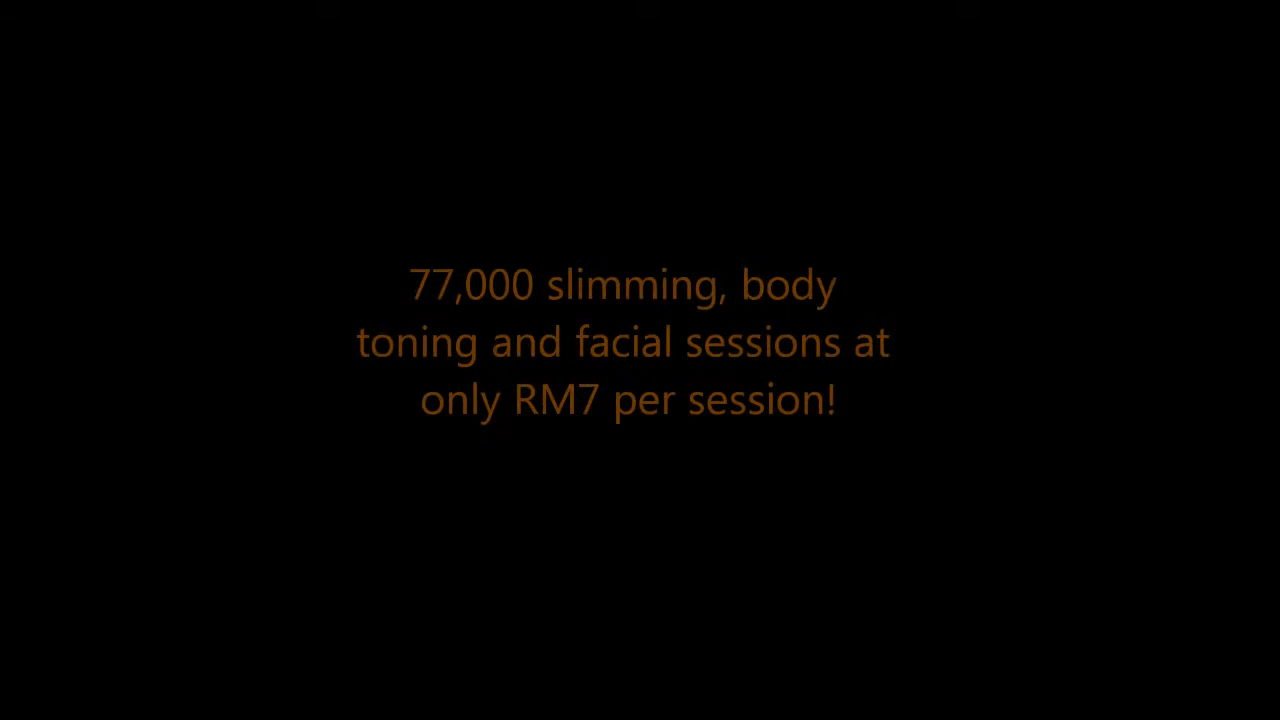 77,000 slimming, body
toning and facial sessions at
only RM7 per session!